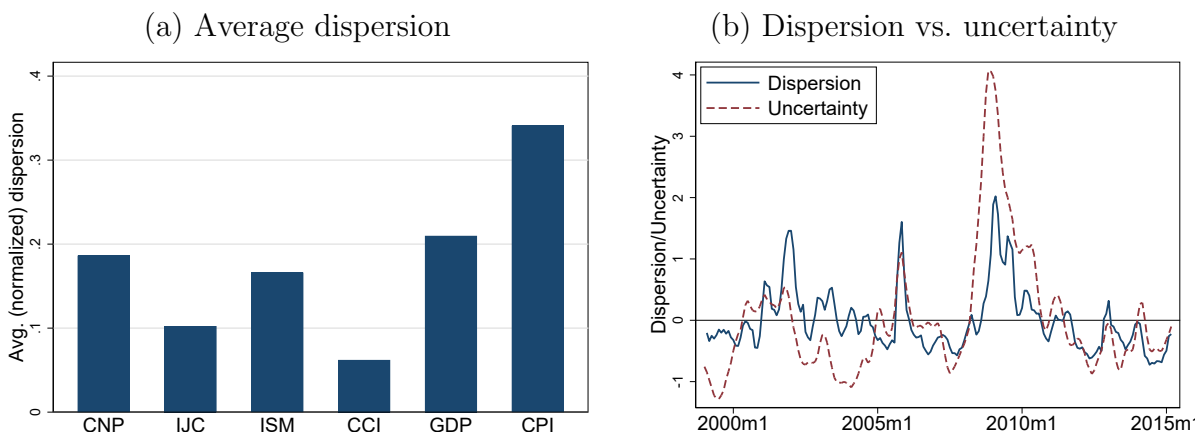 (a) Average dispersion
Avg. (normalized) dispersion
.4
.3
.2
.1
0
CNP IJC ISM CCI GDP CPI
(b) Dispersion vs. uncertainty
Dispersion
Uncertainty
Dispersion/Uncertainty
4
3
2
1
0
-1
2000m1 2005m1 2010m1 2015m1